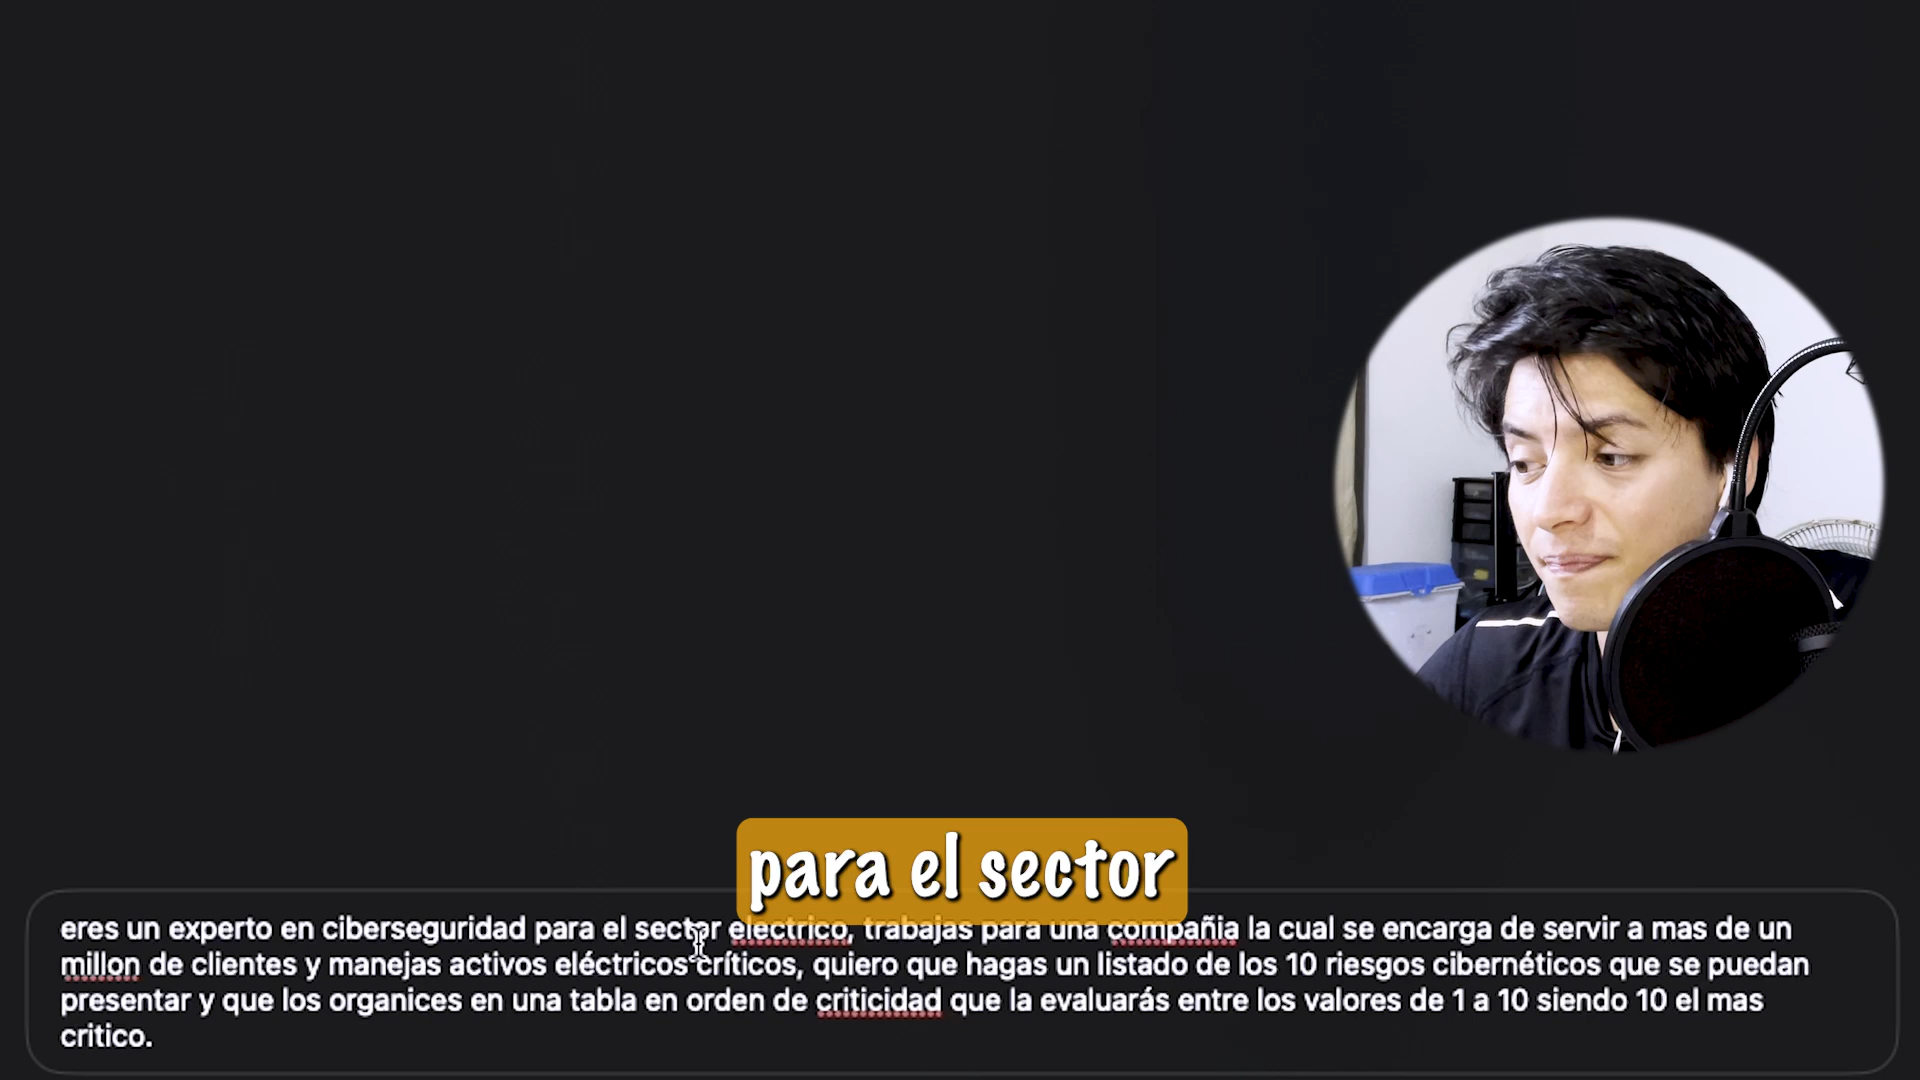 para el sector
eres un experto en ciberseguridad para el sector electrico, trabajas para una compañia la cual se encarga de servir a mas de un
millon de clientes y manejas activos eléctricos críticos, quiero que hagas un listado de los 10 riesgos cibernéticos que se puedan
presentar y que los organices en una tabla en orden de criticidad que la evaluarás entre los valores de 1 a 10 siendo 10 el mas
critico.